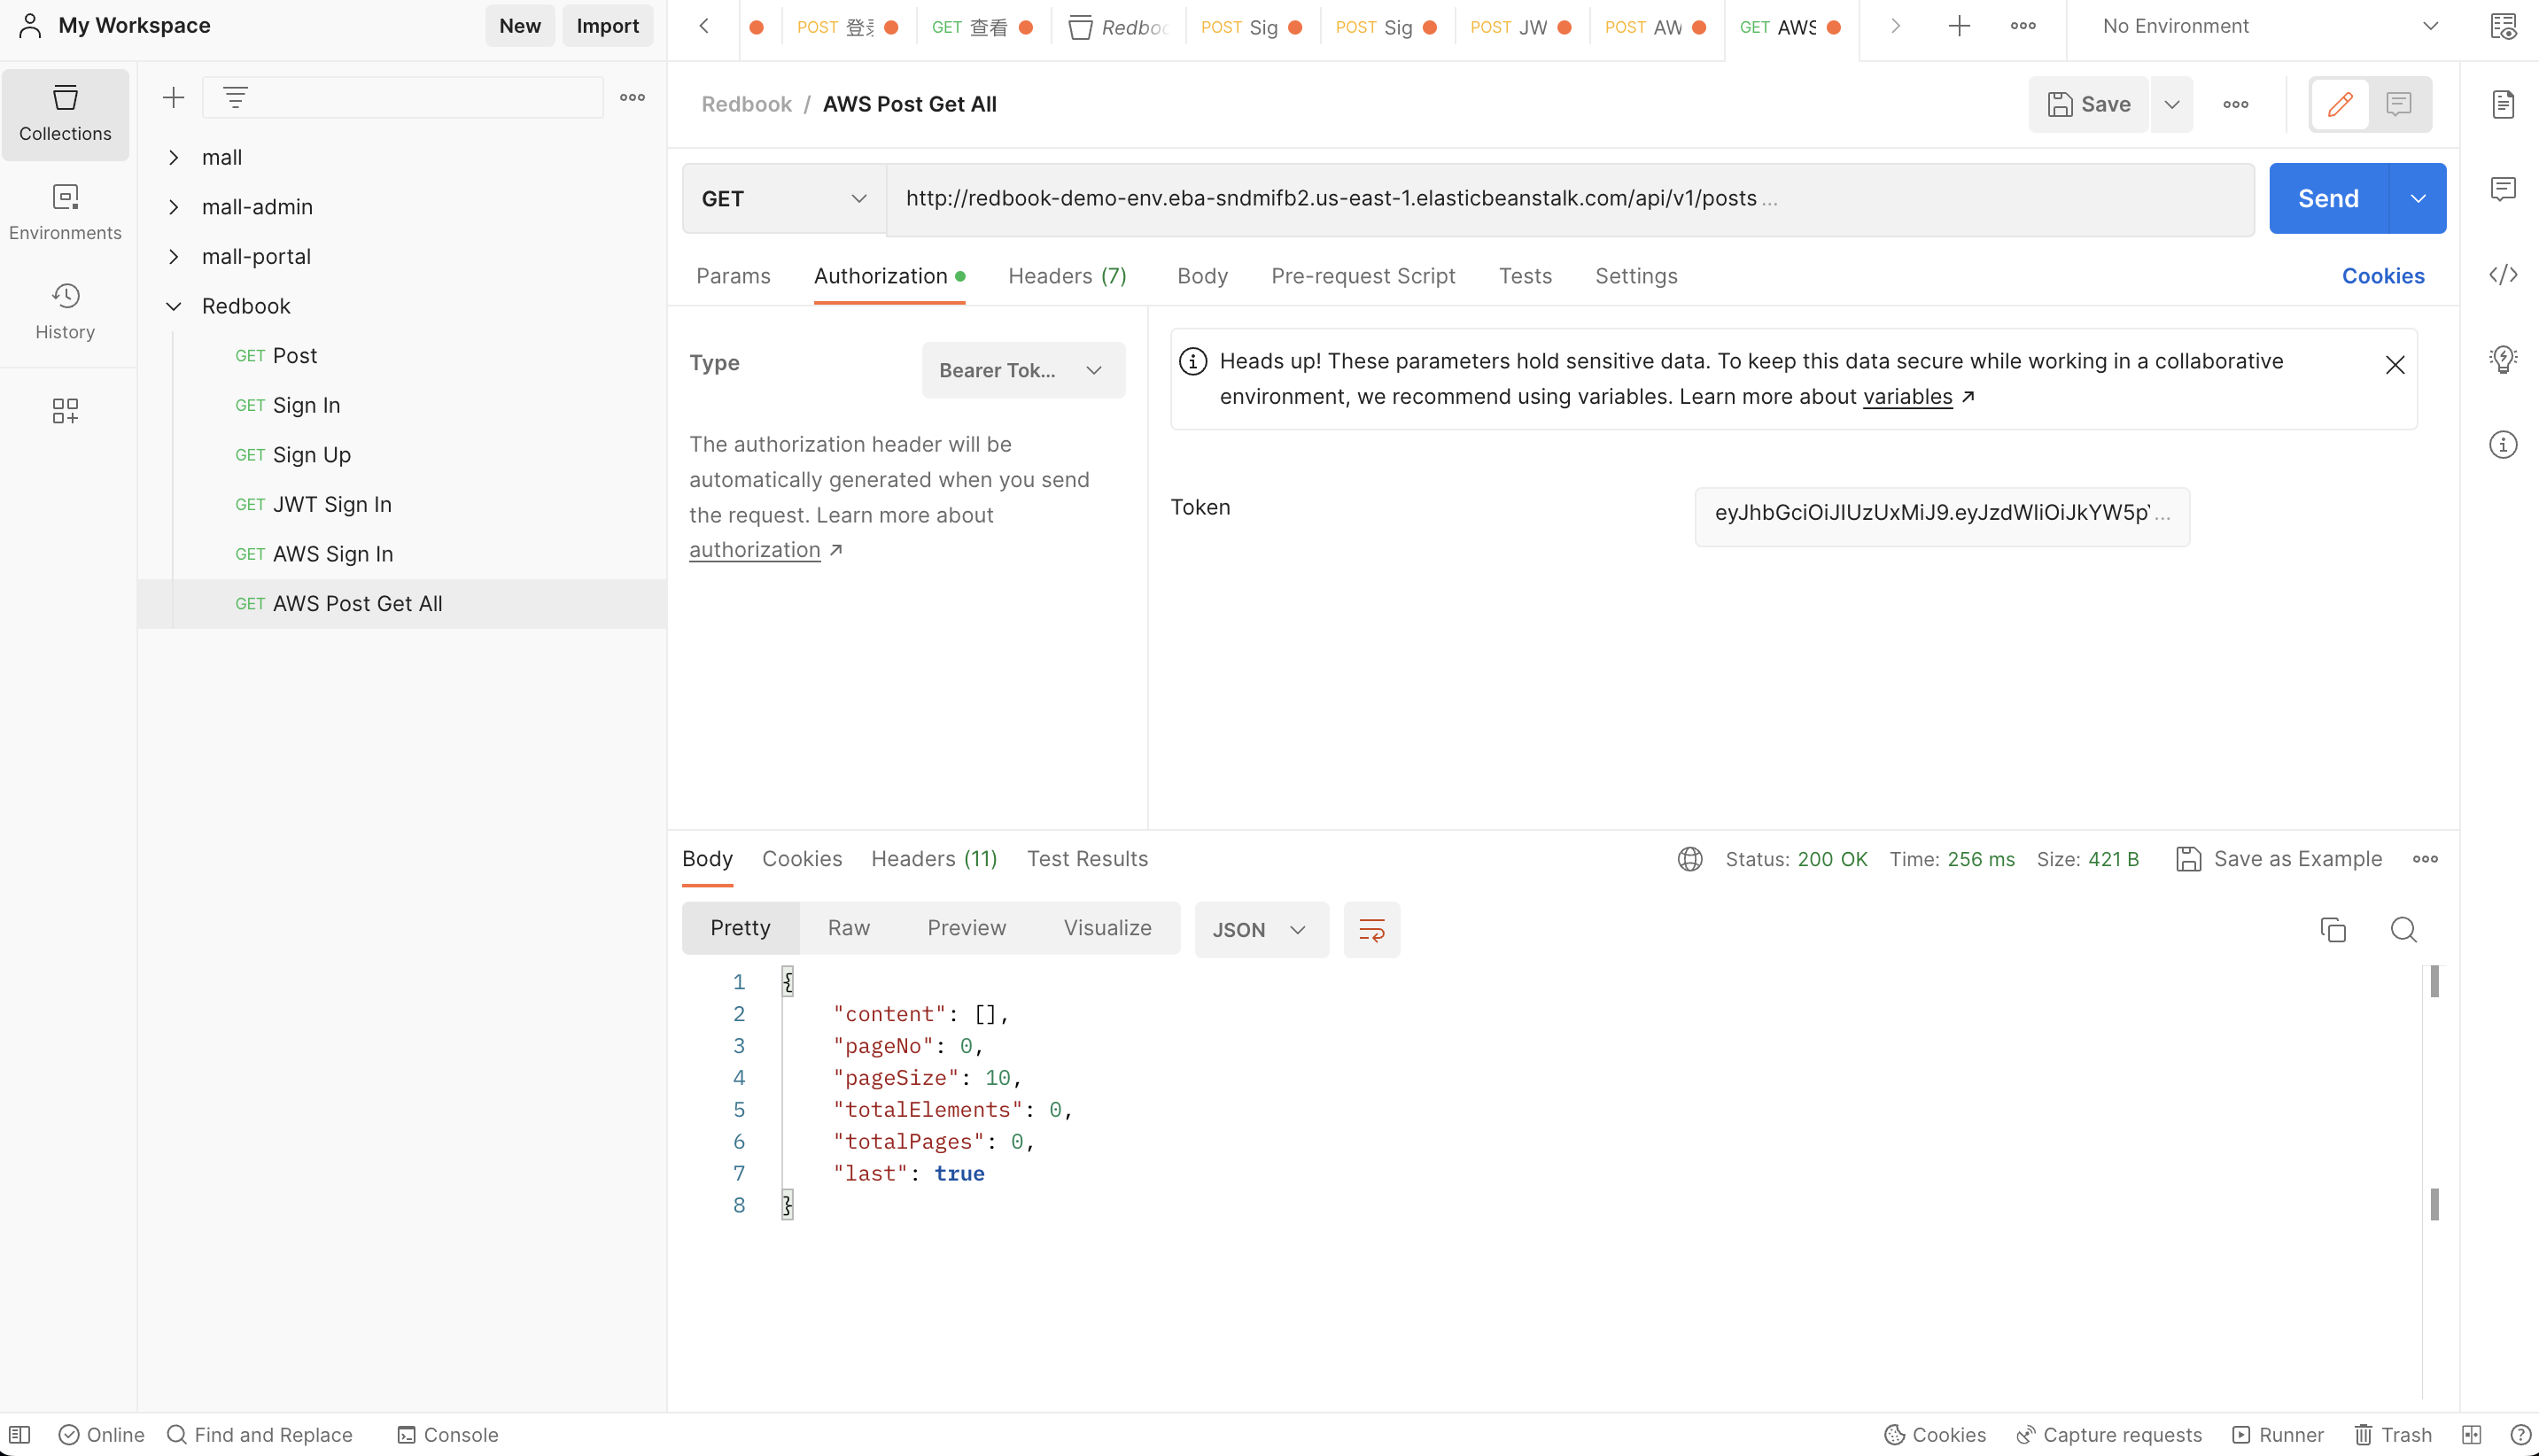 My Workspace
New
Import
POST 登录
GET 查看
Redboo
POST Sig
POST Sig
POST JW
POST AW
GET AWS
No Environment
Collections
Environments
History
mall
mall-admin
mall-portal
Redbook
GET Post
GET Sign In
GET Sign Up
GET JWT Sign In
GET AWS Sign In
GET AWS Post Get All
Redbook / AWS Post Get All
Save
GET
http://redbook-demo-env.eba-sndmifb2.us-east-1.elasticbeanstalk.com/api/v1/posts ...
Send
Params
Authorization
Headers (7)
Body
Pre-request Script
Tests
Settings
Cookies
Type
Bearer Tok...
The authorization header will be
automatically generated when you send
the request. Learn more about
authorization ↗
Heads up! These parameters hold sensitive data. To keep this data secure while working in a collaborative
environment, we recommend using variables. Learn more about variables ↗
Token
eyJhbGciOiJIUzUxMiJ9.eyJzdWIiOiJkYW5p ...
Body
Cookies
Headers (11)
Test Results
Status: 200 OK
Time: 256 ms
Size: 421 B
Save as Example
Pretty
Raw
Preview
Visualize
JSON
1 {
2 "content": [],
3 "pageNo": 0,
4 "pageSize": 10,
5 "totalElements": 0,
6 "totalPages": 0,
7 "last": true
8 }
Online
Find and Replace
Console
Cookies
Capture requests
Runner
Trash